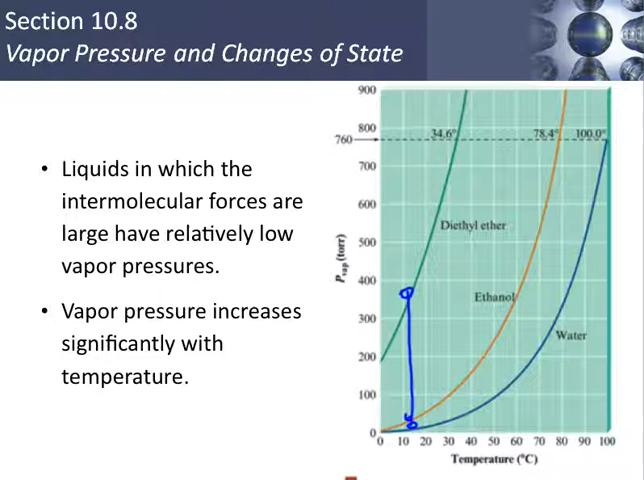 Section 10.8
Vapor Pressure and Changes of State
• Liquids in which the
intermolecular forces are
large have relatively low
vapor pressures.
• Vapor pressure increases
significantly with
temperature.
900
800
760
700
600
500
400
300
200
100
0
P vap (torr)
34.6°
78.4°
100.0°
Diethyl ether
Ethanol
Water
0 10 20 30 40 50 60 70 80 90 100
Temperature (°C)